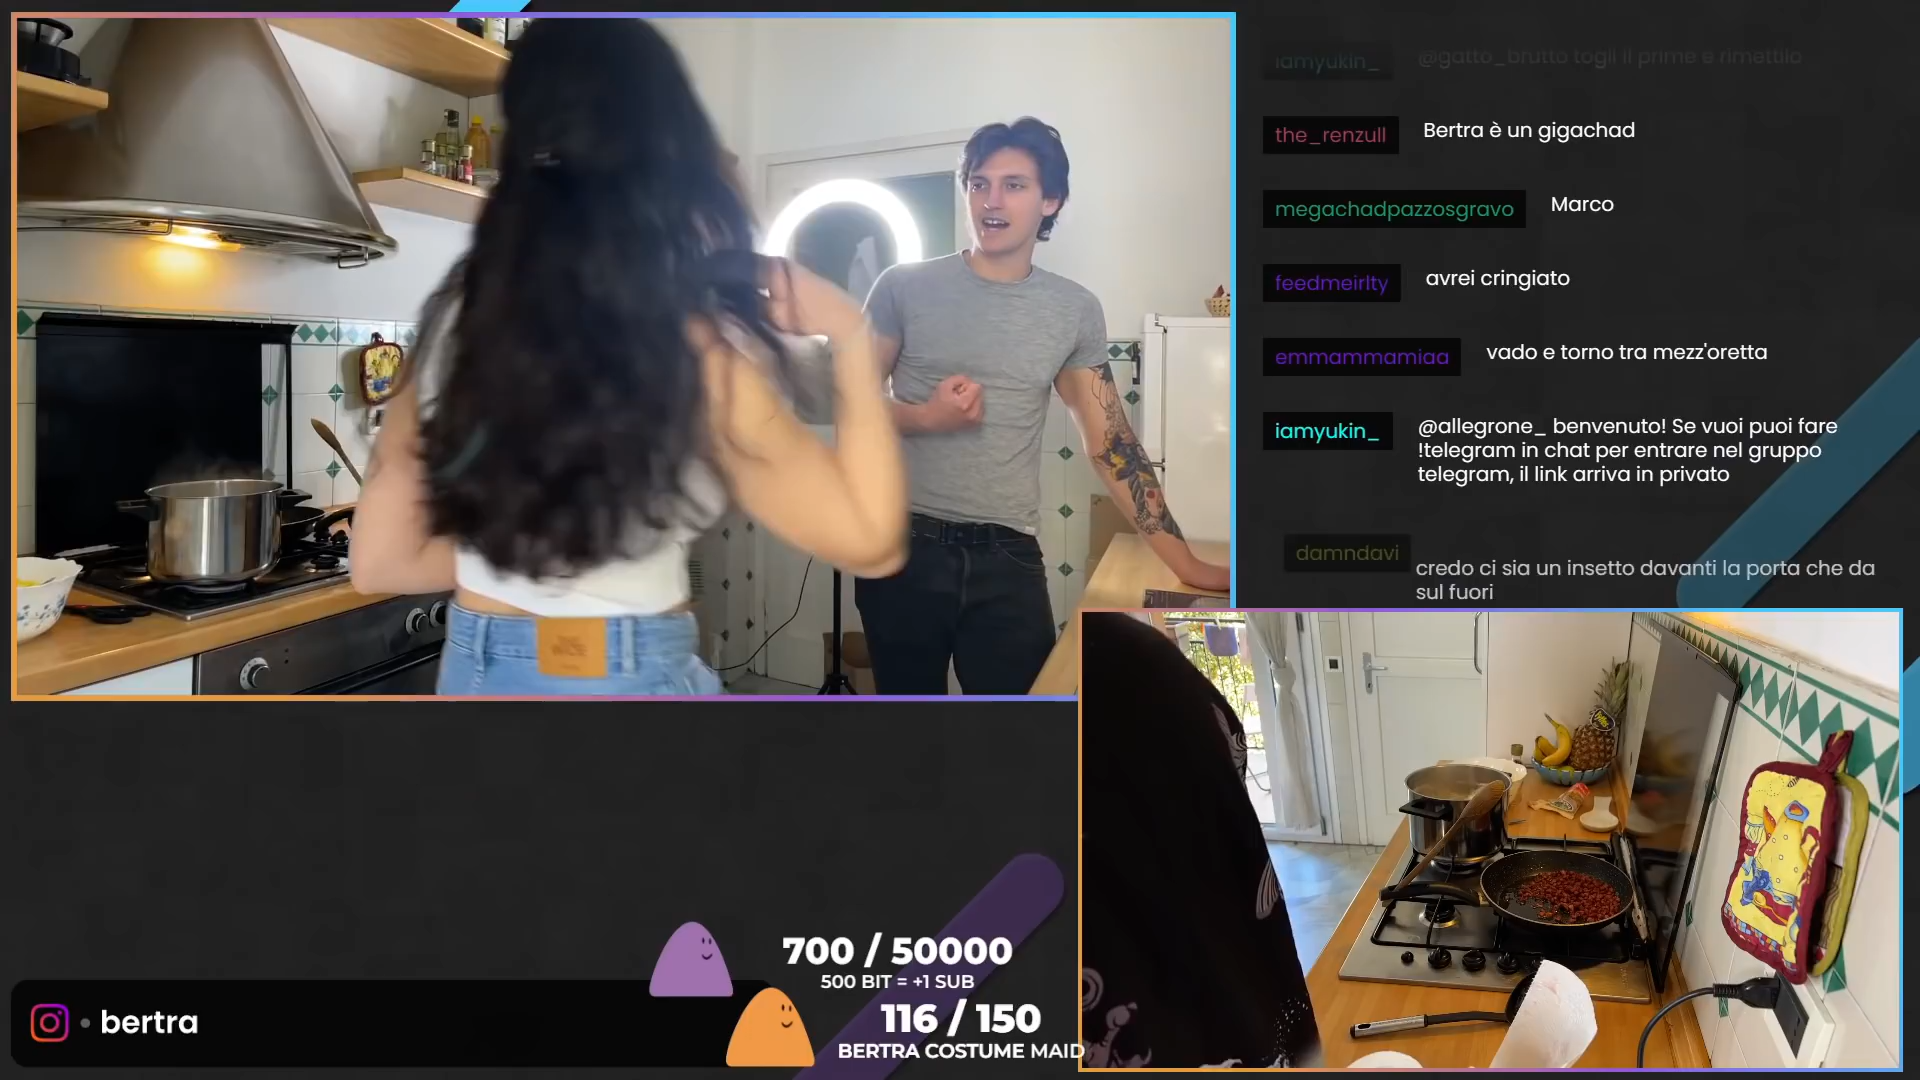 iamyukin_ @gatto_brutto togli il prime e rimettilo
the_renzull Bertra è un gigachad
megachadpazzosgravo Marco
feedmeirlty avrei cringiato
emmammamiaa vado e torno tra mezz'oretta
iamyukin_ @allegrone_ benvenuto! Se vuoi puoi fare
!telegram in chat per entrare nel gruppo
telegram, il link arriva in privato
damndavi credo ci sia un insetto davanti la porta che da
sul fuori
700 / 50000
500 BIT = +1 SUB
116 / 150
BERTRA COSTUME MAID
bertra